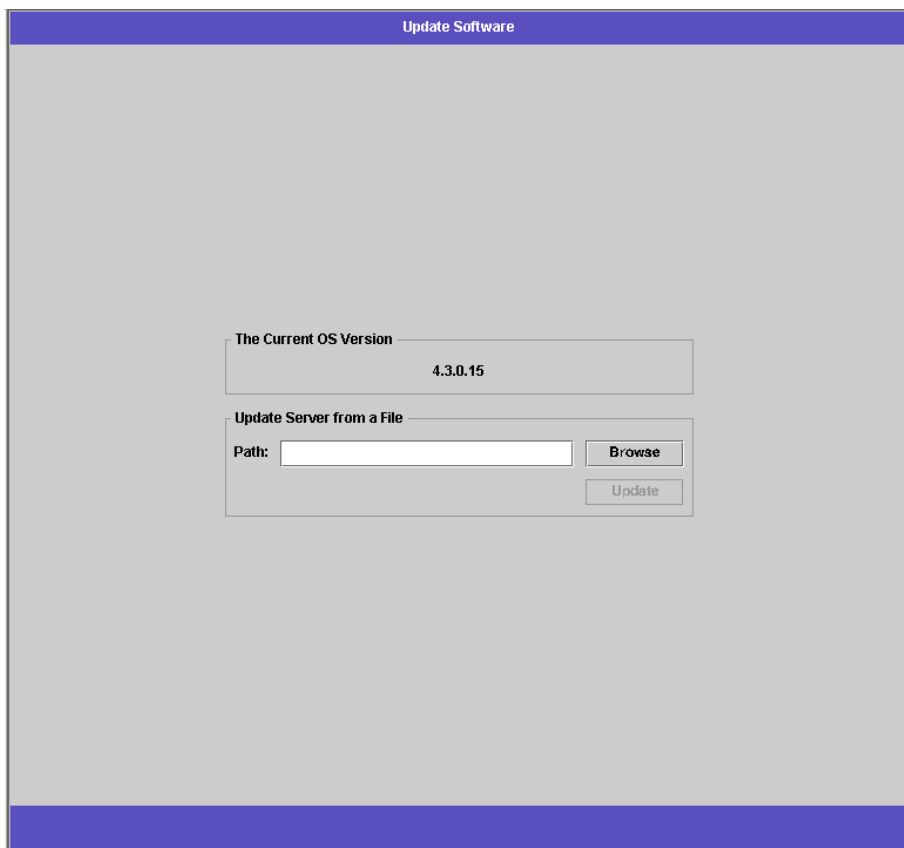 Update Software
The Current OS Version
4.3.0.15
Update Server from a File
Path:
Browse
Update